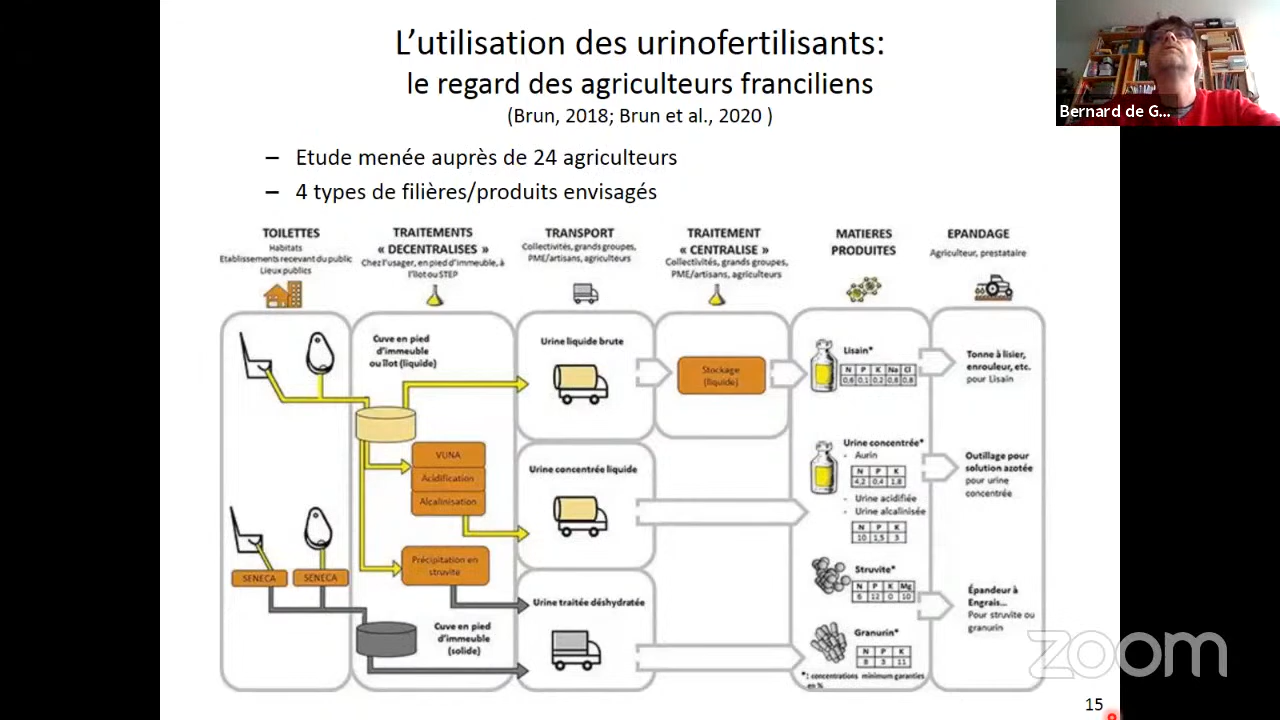 L'utilisation des urinofertilisants:
le regard des agriculteurs franciliens
(Brun, 2018; Brun et al., 2020 )
Bernard de G...
– Etude menée auprès de 24 agriculteurs
– 4 types de filières/produits envisagés
TOILETTES
Habitats
Etablissements recevant du public
Lieux publics
TRAITEMENTS
« DECENTRALISES »
Chez l'usager, en pied d'immeuble, à
l'îlot ou STEP
TRANSPORT
Collectivités, grands groupes,
PME/artisans, agriculteurs
TRAITEMENT
« CENTRALISE »
Collectivités, grands groupes,
PME/artisans, agriculteurs
MATIERES
PRODUITES
EPANDAGE
Agriculteur, prestataire
Cuve en pied
d'immeuble
ou îlot (liquide)
VUNA
Acidification
Alcalinisation
Précipitation en
struvite
SENECA
SENECA
Cuve en pied
d'immeuble
(solide)
Urine liquide brute
Urine concentrée liquide
Urine traitée déshydratée
Stockage
(liquide)
Lisain*
N P K Na Cl
0,6 0,1 0,2 0,8 0,8
Urine concentrée*
- Aurin
N P K
4,2 0,4 1,8
- Urine acidifiée
- Urine alcalinisée
N P K
10 1,5 3
Struvite*
N P K Mg
6 12 0 10
Granurin*
N P K
8 3 11
*: concentrations minimum garanties
en %
Tonne à lisier,
enrouleur, etc.
pour Lisain
Outillage pour
solution azotée
pour urine
concentrée
Épandeur à
Engrais...
Pour struvite ou
granurin
zoom
15